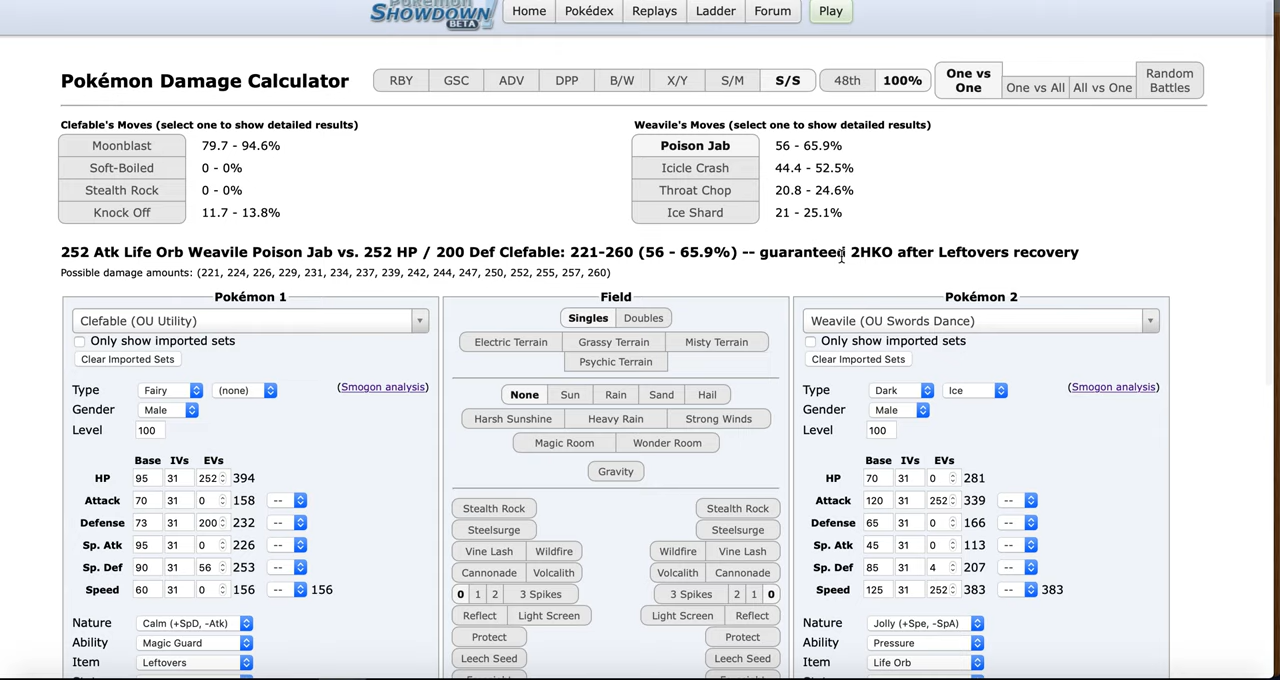 Pokémon
SHOWDOWN! BETA
Home Pokédex Replays Ladder Forum Play
Pokémon Damage Calculator RBY GSC ADV DPP B/W X/Y S/M S/S 48th 100% One vs One One vs All All vs One Random Battles
Clefable's Moves (select one to show detailed results) Weavile's Moves (select one to show detailed results)
Moonblast 79.7 - 94.6% Poison Jab 56 - 65.9%
Soft-Boiled 0 - 0% Icicle Crash 44.4 - 52.5%
Stealth Rock 0 - 0% Throat Chop 20.8 - 24.6%
Knock Off 11.7 - 13.8% Ice Shard 21 - 25.1%
252 Atk Life Orb Weavile Poison Jab vs. 252 HP / 200 Def Clefable: 221-260 (56 - 65.9%) -- guaranteed 2HKO after Leftovers recovery
Possible damage amounts: (221, 224, 226, 229, 231, 234, 237, 239, 242, 244, 247, 250, 252, 255, 257, 260)
Pokémon 1
Clefable (OU Utility)
Only show imported sets
Clear Imported Sets
Type Fairy (none) (Smogon analysis)
Gender Male
Level 100
Base IVs EVs
HP 95 31 252 394
Attack 70 31 0 158 --
Defense 73 31 200 232 --
Sp. Atk 95 31 0 226 --
Sp. Def 90 31 56 253 --
Speed 60 31 0 156 -- 156
Nature Calm (+SpD, -Atk)
Ability Magic Guard
Item Leftovers
Field
Singles Doubles
Electric Terrain Grassy Terrain Misty Terrain
Psychic Terrain
None Sun Rain Sand Hail
Harsh Sunshine Heavy Rain Strong Winds
Magic Room Wonder Room
Gravity
Stealth Rock Stealth Rock
Steelsurge Steelsurge
Vine Lash Wildfire Wildfire Vine Lash
Cannonade Volcalith Volcalith Cannonade
0 1 2 3 Spikes 3 Spikes 2 1 0
Reflect Light Screen Light Screen Reflect
Protect Protect
Leech Seed Leech Seed
Pokémon 2
Weavile (OU Swords Dance)
Only show imported sets
Clear Imported Sets
Type Dark Ice (Smogon analysis)
Gender Male
Level 100
Base IVs EVs
HP 70 31 0 281
Attack 120 31 252 339 --
Defense 65 31 0 166 --
Sp. Atk 45 31 0 113 --
Sp. Def 85 31 4 207 --
Speed 125 31 252 383 -- 383
Nature Jolly (+Spe, -SpA)
Ability Pressure
Item Life Orb